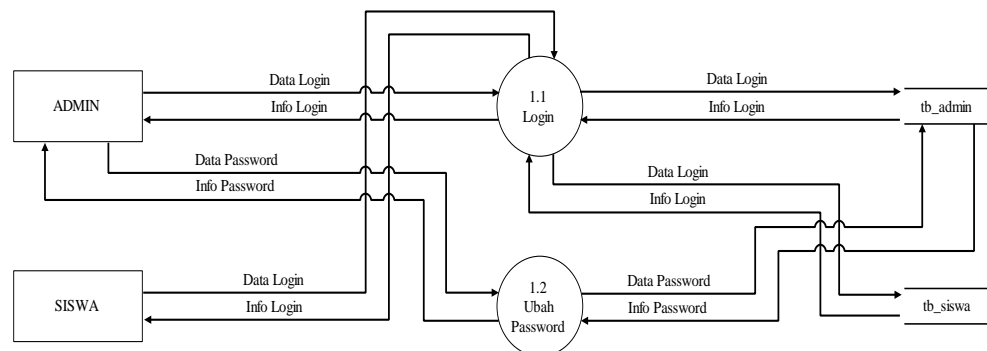 Data Login
Data Login
ADMIN
1.1
Login
tb_admin
Info Login
Info Login
Data Password
Info Password
Data Login
Info Login
Data Login
Info Login
SISWA
1.2
Ubah
Password
Data Password
Info Password
tb_siswa